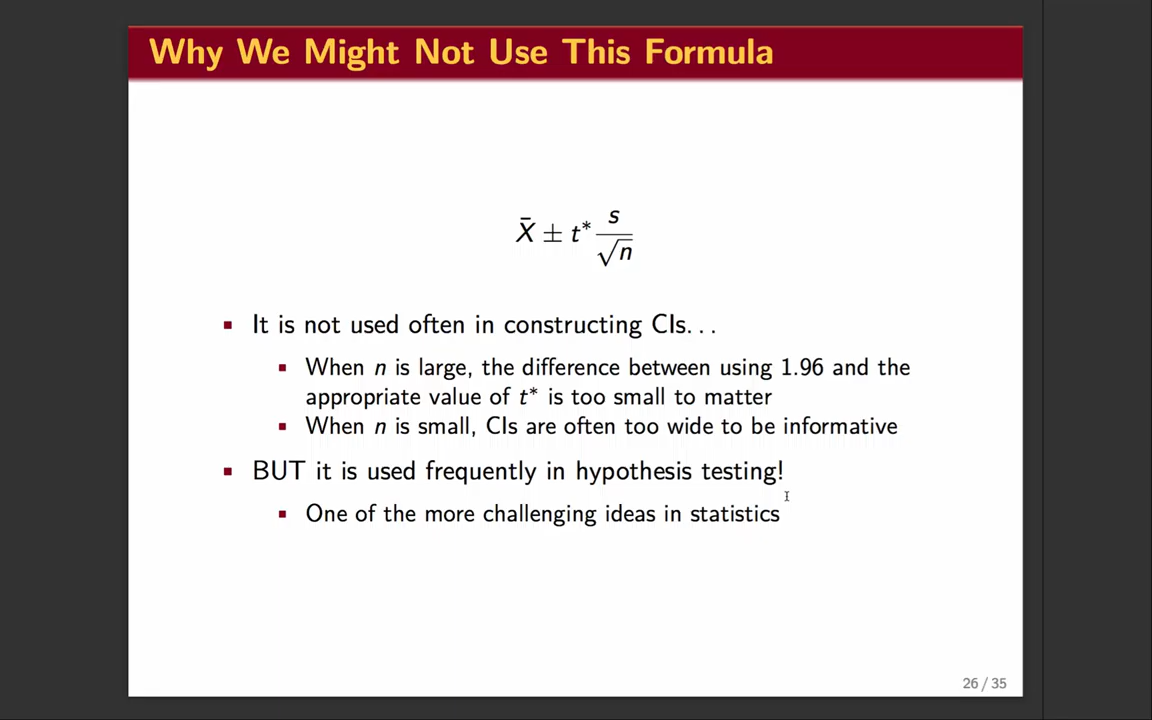 Why We Might Not Use This Formula
X̄ ± t* s/√n
▪ It is not used often in constructing CIs. . .
▪ When n is large, the difference between using 1.96 and the
appropriate value of t* is too small to matter
▪ When n is small, CIs are often too wide to be informative
▪ BUT it is used frequently in hypothesis testing!
▪ One of the more challenging ideas in statistics
26 / 35